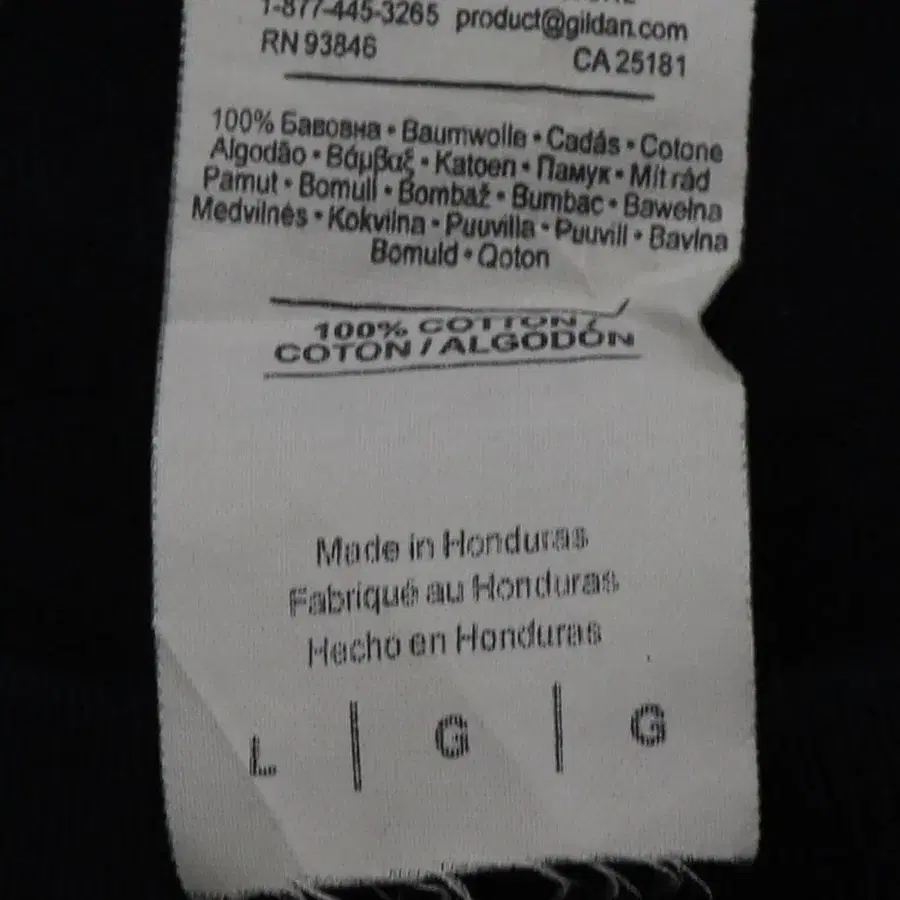 1-877-445-3265 product@gildan.com
RN 93846 CA 25181
100% Бавовна • Baumwolle • Cadás • Cotone
Algodão • Βάμβαξ • Katoen • Памук • Mitrád
Pamut • Bomull • Bombaž • Bumbac • Bawełna
Medvilnės • Kokvilna • Puuvilla • Puuvill • Bavlna
Bomuld • Qoton
100% COTTON /
COTON / ALGODÓN
Made in Honduras
Fabriqué au Honduras
Hecho en Honduras
L | G | G